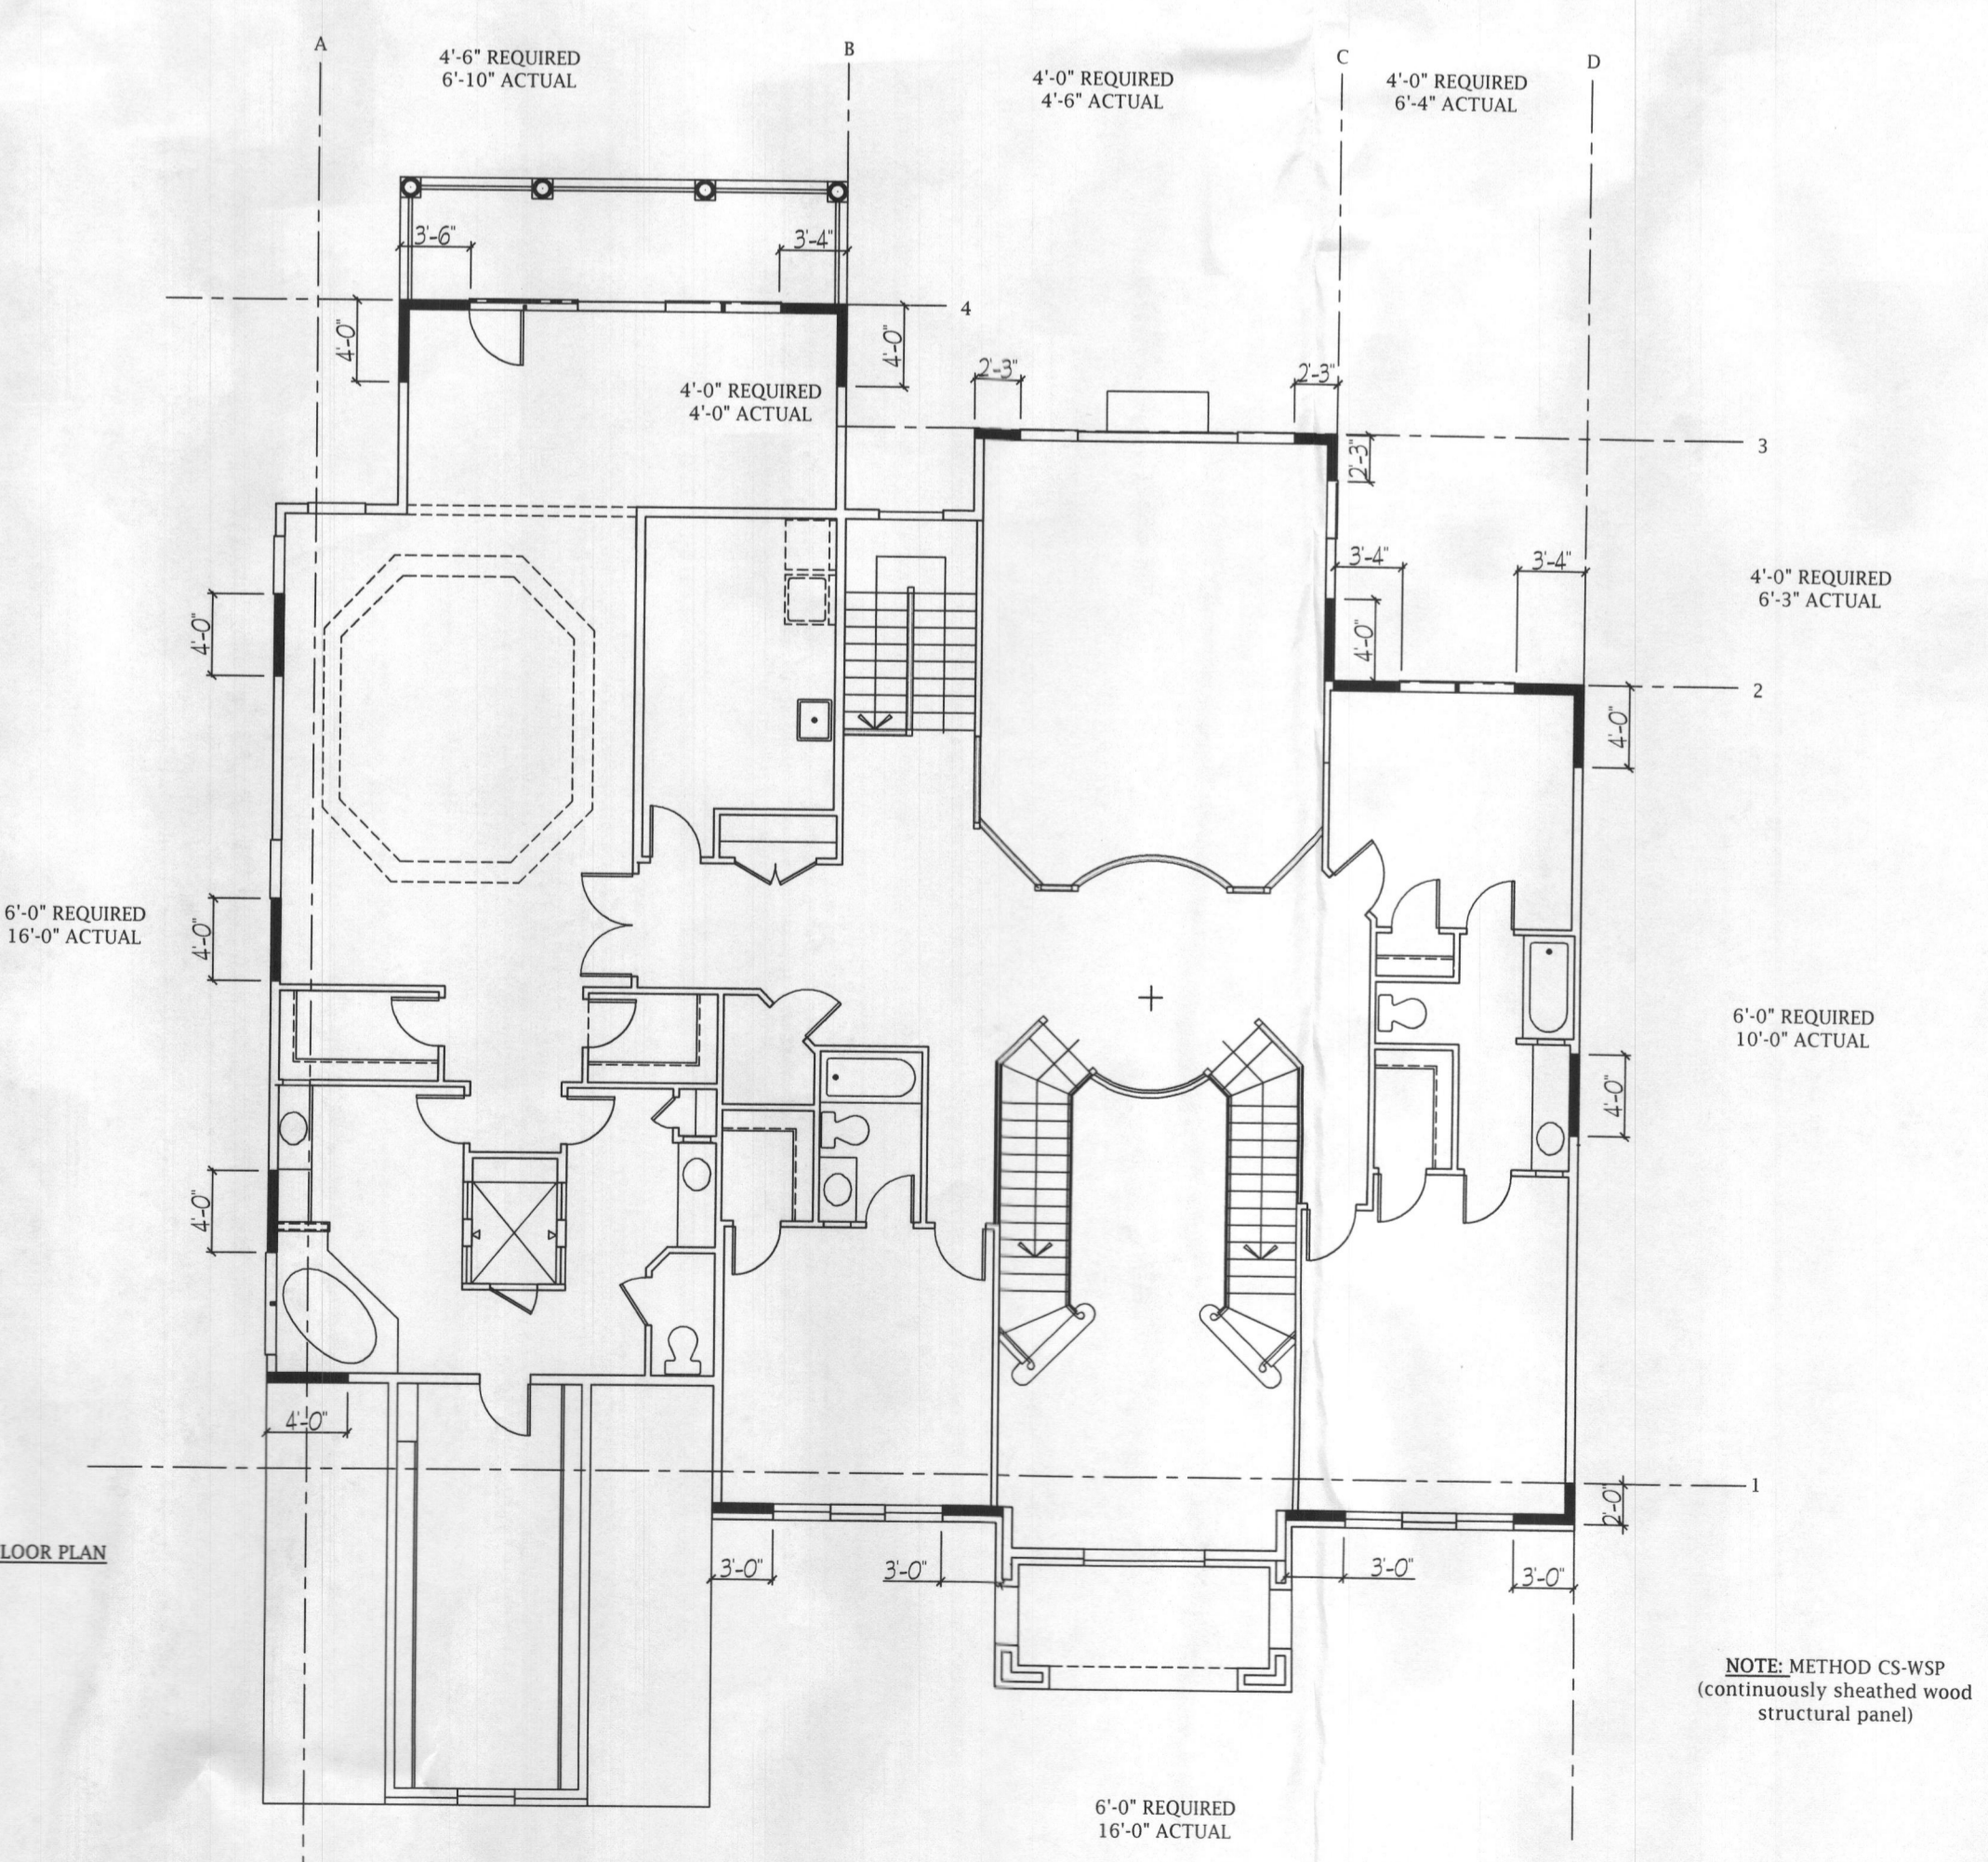 A
B
C
D
4'-6" REQUIRED
6'-10" ACTUAL
4'-0" REQUIRED
4'-6" ACTUAL
4'-0" REQUIRED
6'-4" ACTUAL
3'-6"
3'-4"
4
4'-0"
4'-0"
4'-0" REQUIRED
4'-0" ACTUAL
2'-3"
2'-3"
3
2'-3"
3'-4"
3'-4"
4'-0" REQUIRED
6'-3" ACTUAL
4'-0"
4'-0"
2
4'-0"
6'-0" REQUIRED
16'-0" ACTUAL
4'-0"
6'-0" REQUIRED
10'-0" ACTUAL
4'-0"
4'-0"
4'-0"
1
2'-0"
LOOR PLAN
3'-0"
3'-0"
3'-0"
3'-0"
NOTE: METHOD CS-WSP
(continuously sheathed wood
structural panel)
6'-0" REQUIRED
16'-0" ACTUAL